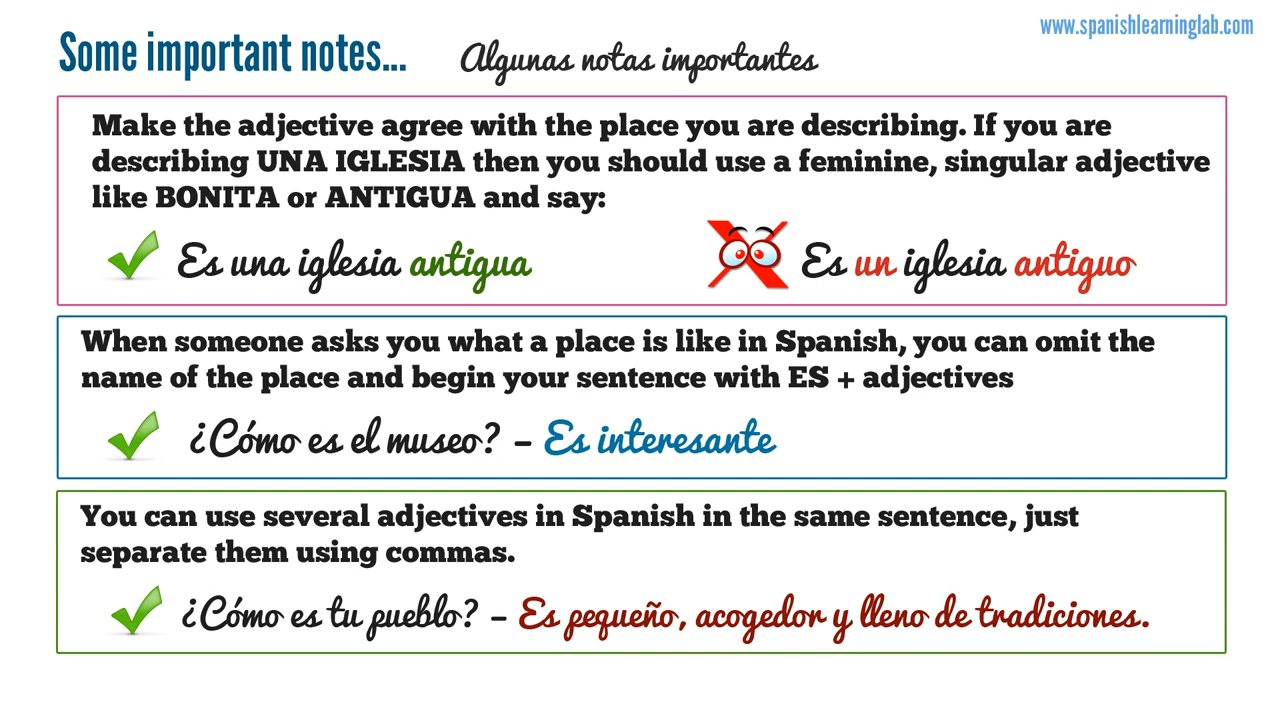 www.spanishlearninglab.com
Some important notes... Algunas notas importantes
Make the adjective agree with the place you are describing. If you are
describing UNA IGLESIA then you should use a feminine, singular adjective
like BONITA or ANTIGUA and say:
Es una iglesia antigua
Es un iglesia antiguo
When someone asks you what a place is like in Spanish, you can omit the
name of the place and begin your sentence with ES + adjectives
¿Cómo es el museo? – Es interesante
You can use several adjectives in Spanish in the same sentence, just
separate them using commas.
¿Cómo es tu pueblo? – Es pequeño, acogedor y lleno de tradiciones.